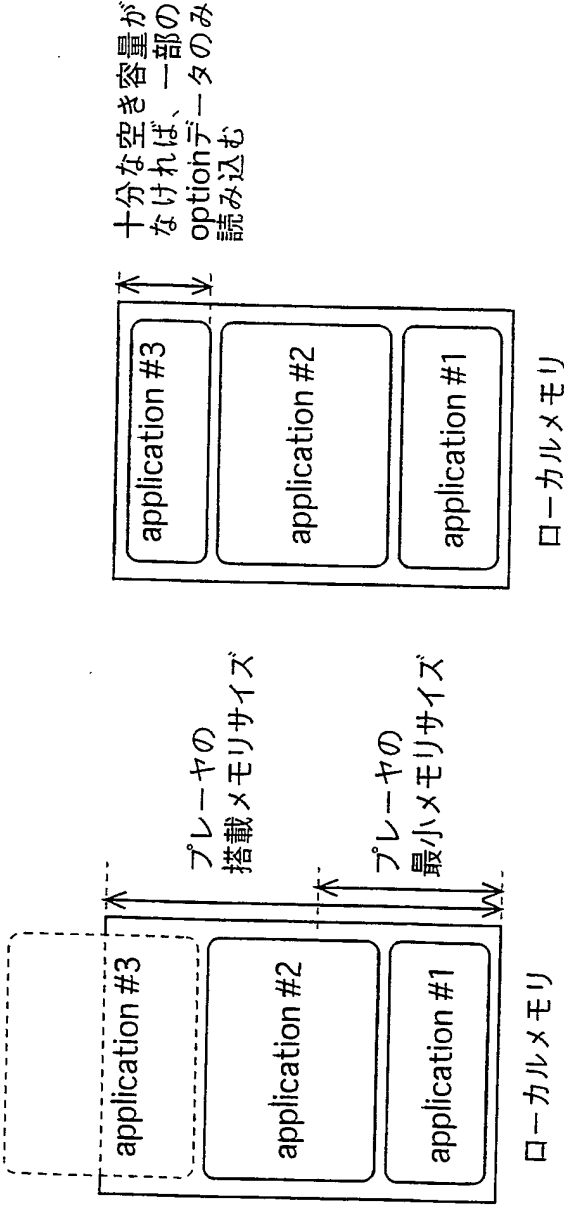 application #3
application #2
application #1
ローカルメモリ
プレーヤの
搭載メモリサイズ
プレーヤの
最小メモリサイズ
application #3
application #2
application #1
ローカルメモリ
十分な空き容量が
なければ、一部の
optionデータのみ
読み込む